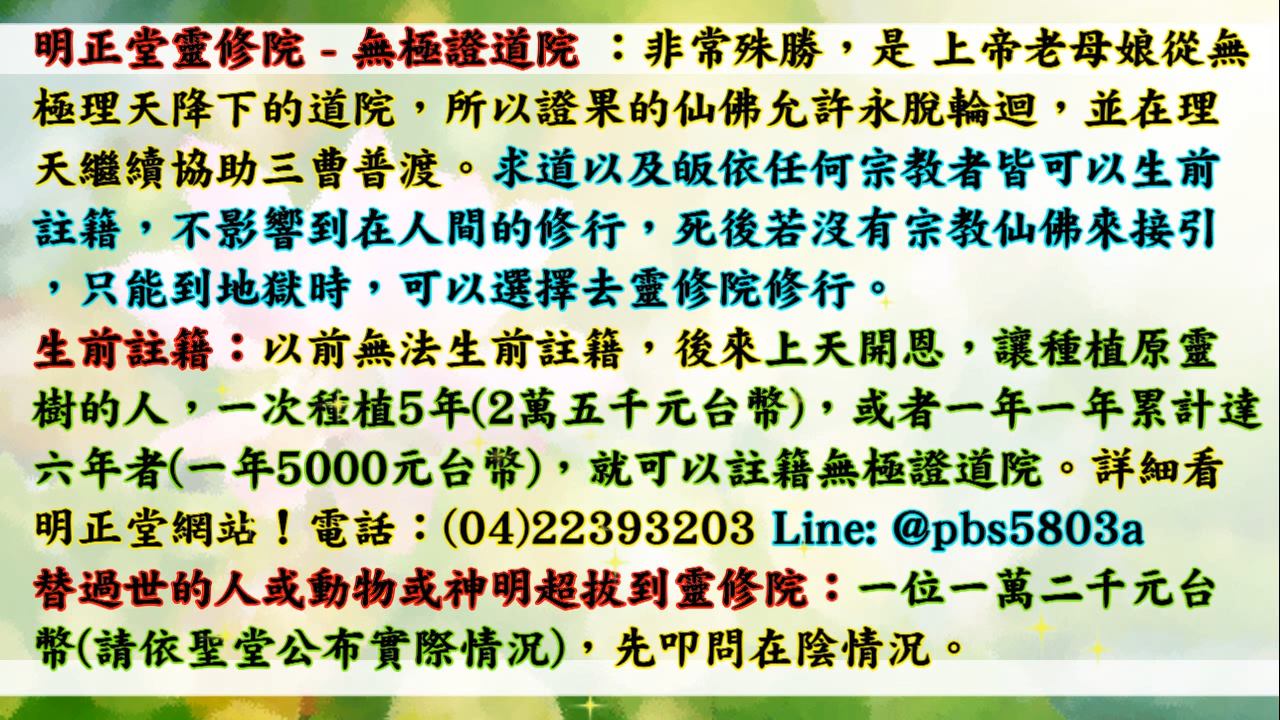 明正堂靈修院 - 無極證道院 ：非常殊勝，是 上帝老母娘從無
極理天降下的道院，所以證果的仙佛允許永脫輪迴，並在理
天繼續協助三曹普渡。求道以及皈依任何宗教者皆可以生前
註籍，不影響到在人間的修行，死後若沒有宗教仙佛來接引
，只能到地獄時，可以選擇去靈修院修行。
生前註籍：以前無法生前註籍，後來上天開恩，讓種植原靈
樹的人，一次種植5年(2萬五千元台幣)，或者一年一年累計達
六年者(一年5000元台幣)，就可以註籍無極證道院。詳細看
明正堂網站！電話：(04)22393203 Line: @pbs5803a
替過世的人或動物或神明超拔到靈修院：一位一萬二千元台
幣(請依聖堂公布實際情況)，先叩問在陰情況。